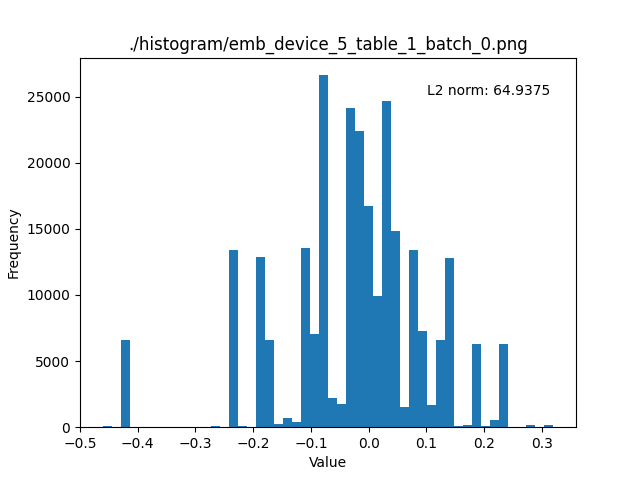 ./histogram/emb_device_5_table_1_batch_0.png
L2 norm: 64.9375
25000
20000
15000
10000
5000
0
Frequency
−0.5 −0.4 −0.3 −0.2 −0.1 0.0 0.1 0.2 0.3
Value